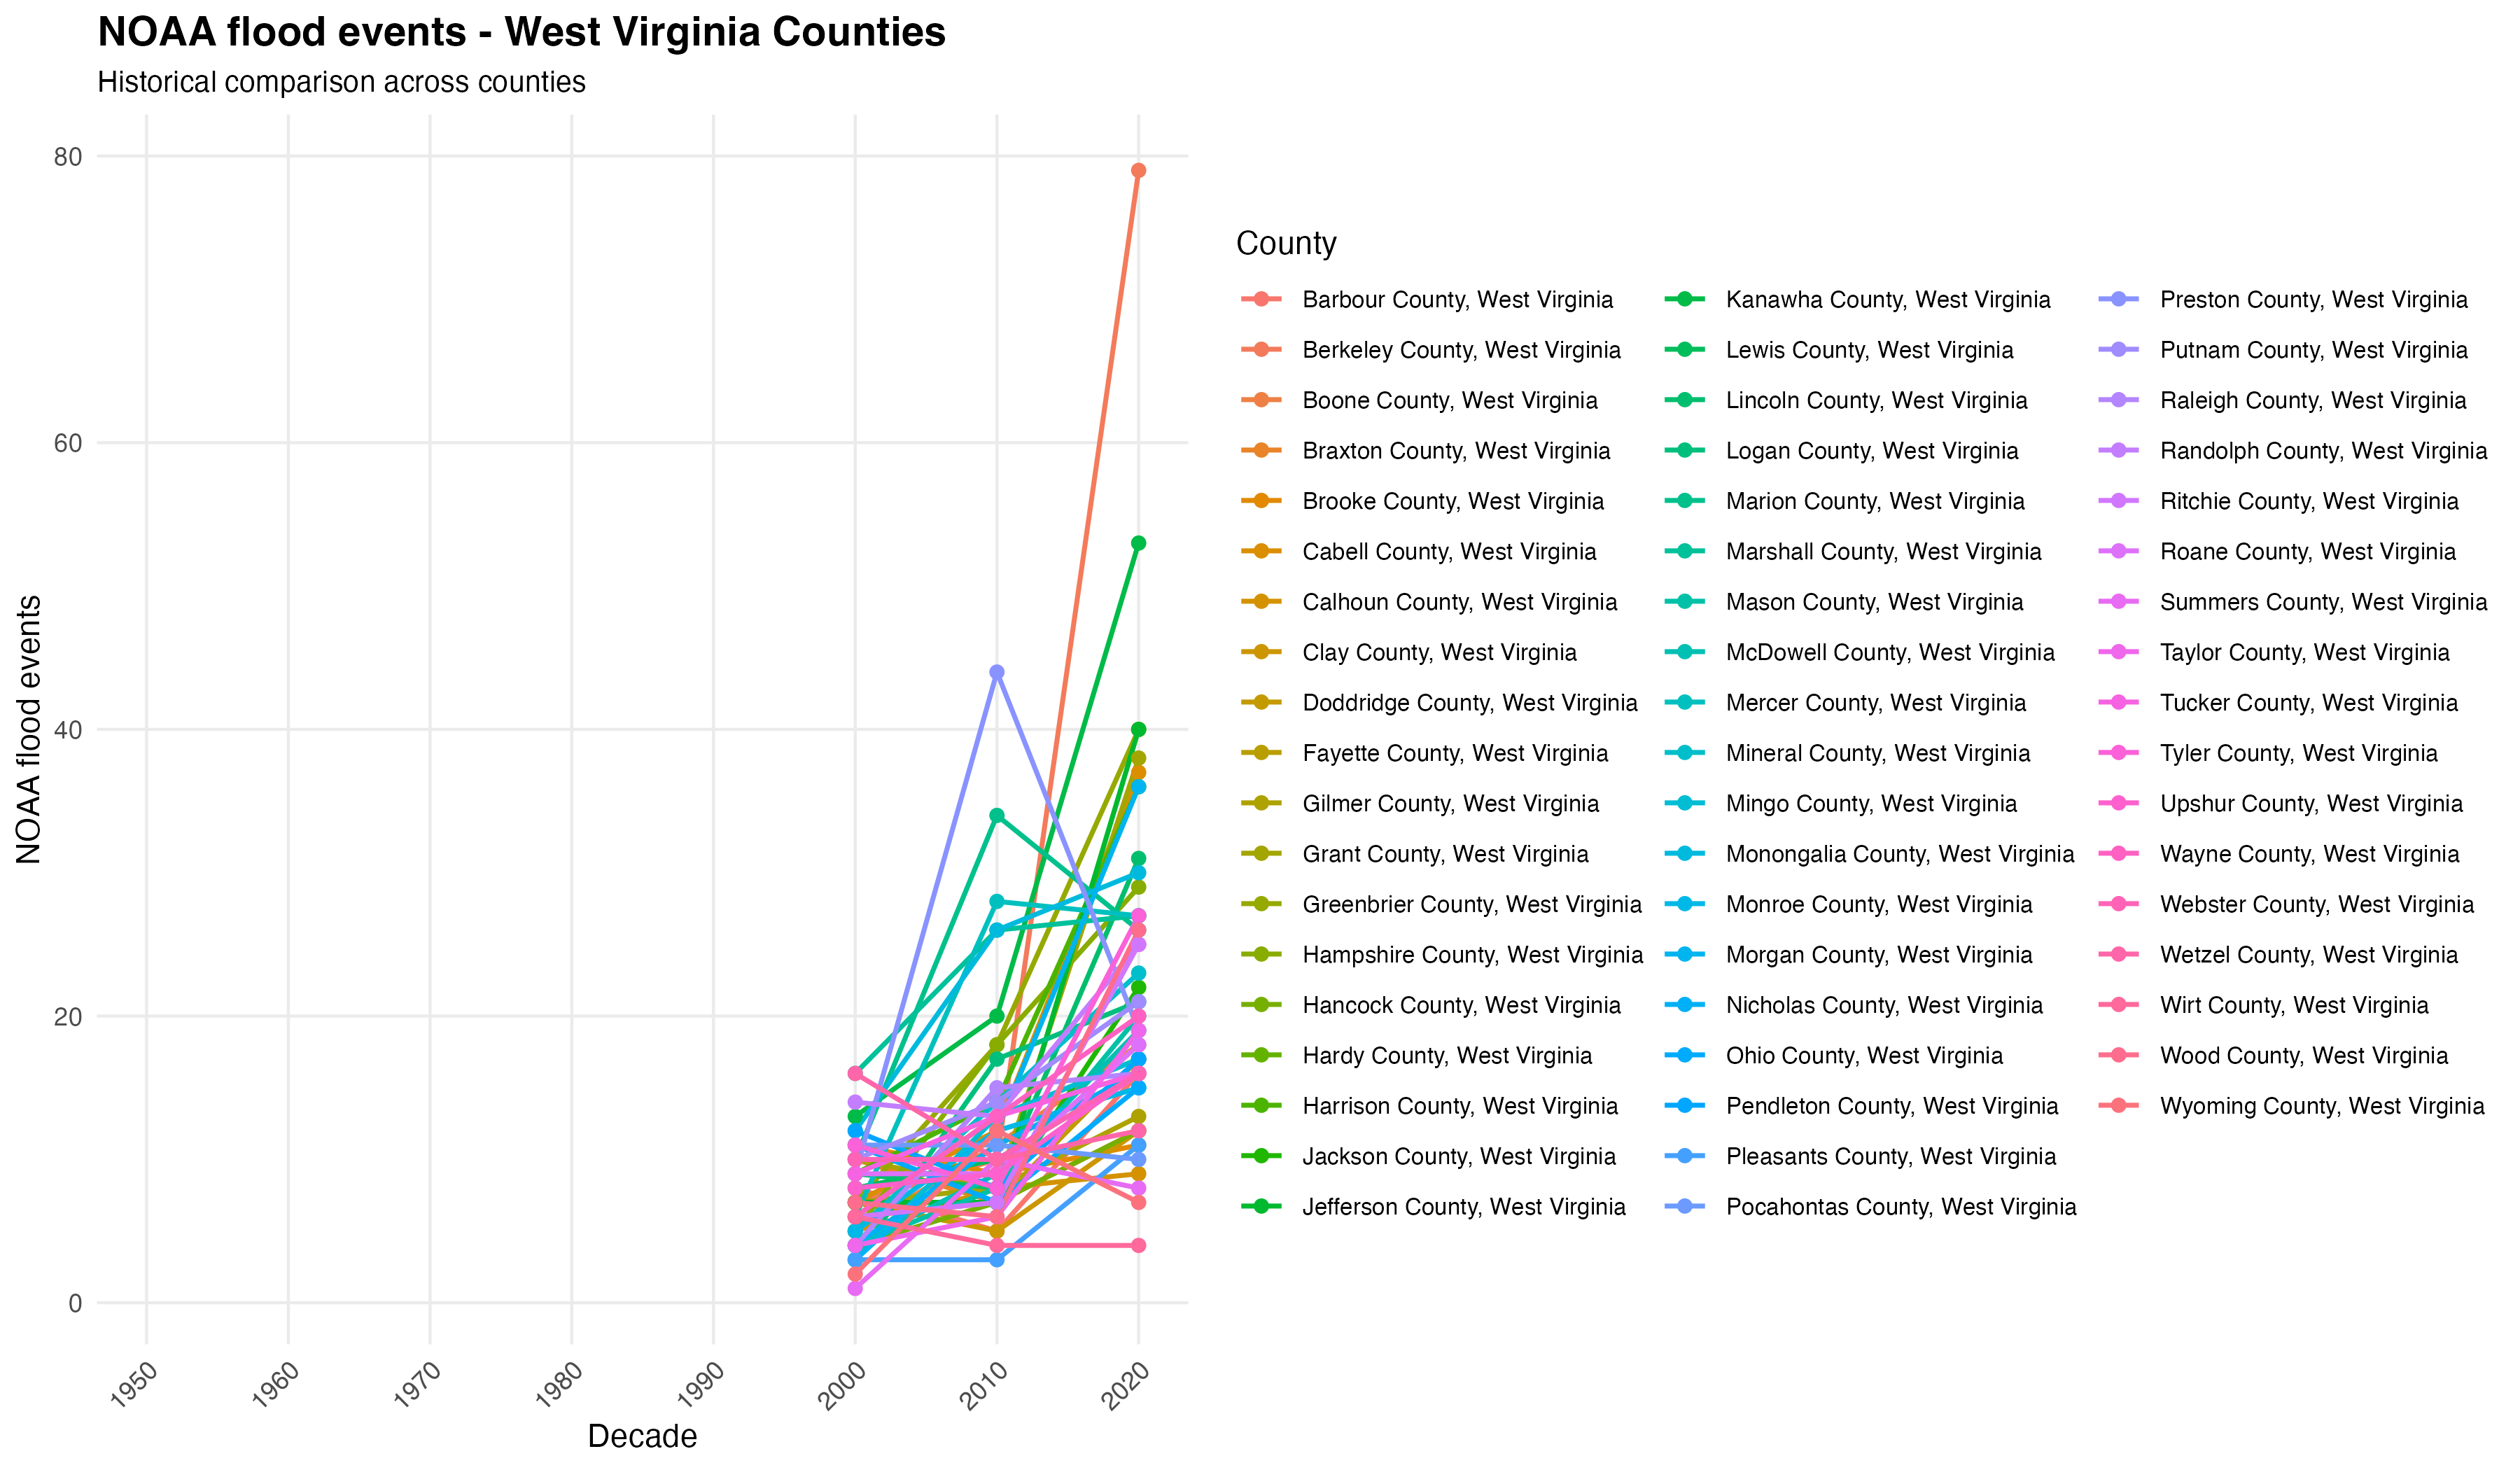 NOAA flood events - West Virginia Counties
Historical comparison across counties
NOAA flood events
80
60
40
20
0
1950
1960
1970
1980
1990
2000
2010
2020
Decade
County
Barbour County, West Virginia
Berkeley County, West Virginia
Boone County, West Virginia
Braxton County, West Virginia
Brooke County, West Virginia
Cabell County, West Virginia
Calhoun County, West Virginia
Clay County, West Virginia
Doddridge County, West Virginia
Fayette County, West Virginia
Gilmer County, West Virginia
Grant County, West Virginia
Greenbrier County, West Virginia
Hampshire County, West Virginia
Hancock County, West Virginia
Hardy County, West Virginia
Harrison County, West Virginia
Jackson County, West Virginia
Jefferson County, West Virginia
Kanawha County, West Virginia
Lewis County, West Virginia
Lincoln County, West Virginia
Logan County, West Virginia
Marion County, West Virginia
Marshall County, West Virginia
Mason County, West Virginia
McDowell County, West Virginia
Mercer County, West Virginia
Mineral County, West Virginia
Mingo County, West Virginia
Monongalia County, West Virginia
Monroe County, West Virginia
Morgan County, West Virginia
Nicholas County, West Virginia
Ohio County, West Virginia
Pendleton County, West Virginia
Pleasants County, West Virginia
Pocahontas County, West Virginia
Preston County, West Virginia
Putnam County, West Virginia
Raleigh County, West Virginia
Randolph County, West Virginia
Ritchie County, West Virginia
Roane County, West Virginia
Summers County, West Virginia
Taylor County, West Virginia
Tucker County, West Virginia
Tyler County, West Virginia
Upshur County, West Virginia
Wayne County, West Virginia
Webster County, West Virginia
Wetzel County, West Virginia
Wirt County, West Virginia
Wood County, West Virginia
Wyoming County, West Virginia